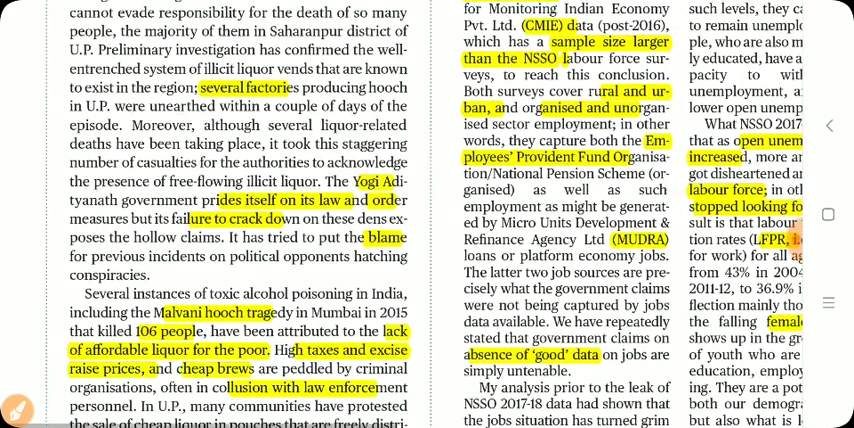 cannot evade responsibility for the death of so many
people, the majority of them in Saharanpur district of
U.P. Preliminary investigation has confirmed the well-
entrenched system of illicit liquor vends that are known
to exist in the region; several factories producing hooch
in U.P. were unearthed within a couple of days of the
episode. Moreover, although several liquor-related
deaths have been taking place, it took this staggering
number of casualties for the authorities to acknowledge
the presence of free-flowing illicit liquor. The Yogi Adi-
tyanath government prides itself on its law and order
measures but its failure to crack down on these dens ex-
poses the hollow claims. It has tried to put the blame
for previous incidents on political opponents hatching
conspiracies.
Several instances of toxic alcohol poisoning in India,
including the Malvani hooch tragedy in Mumbai in 2015
that killed 106 people, have been attributed to the lack
of affordable liquor for the poor. High taxes and excise
raise prices, and cheap brews are peddled by criminal
organisations, often in collusion with law enforcement
personnel. In U.P., many communities have protested
the sale of cheap liquor in pouches that are freely distri-
for Monitoring Indian Economy
Pvt. Ltd. (CMIE) data (post-2016),
which has a sample size larger
than the NSSO labour force sur-
veys, to reach this conclusion.
Both surveys cover rural and ur-
ban, and organised and unorgan-
ised sector employment; in other
words, they capture both the Em-
ployees' Provident Fund Organisa-
tion/National Pension Scheme (or-
ganised) as well as such
employment as might be generat-
ed by Micro Units Development &
Refinance Agency Ltd (MUDRA)
loans or platform economy jobs.
The latter two job sources are pre-
cisely what the government claims
were not being captured by jobs
data available. We have repeatedly
stated that government claims on
absence of 'good' data on jobs are
simply untenable.
My analysis prior to the leak of
NSSO 2017-18 data had shown that
the jobs situation has turned grim
such levels, they
to remain
ple, who are also
ly educated, have
pacity to
unemployment,
lower open
What NSSO 2017-
that as open
increased, more
got disheartened
labour force; in
stopped looking
sult is that labour
tion rates (LFPR,
for work) for all
from 43% in 2004
2011-12, to 36.9%
flection mainly
the falling
shows up in the
of youth who are
education,
ing. They are a
both our
but also what is